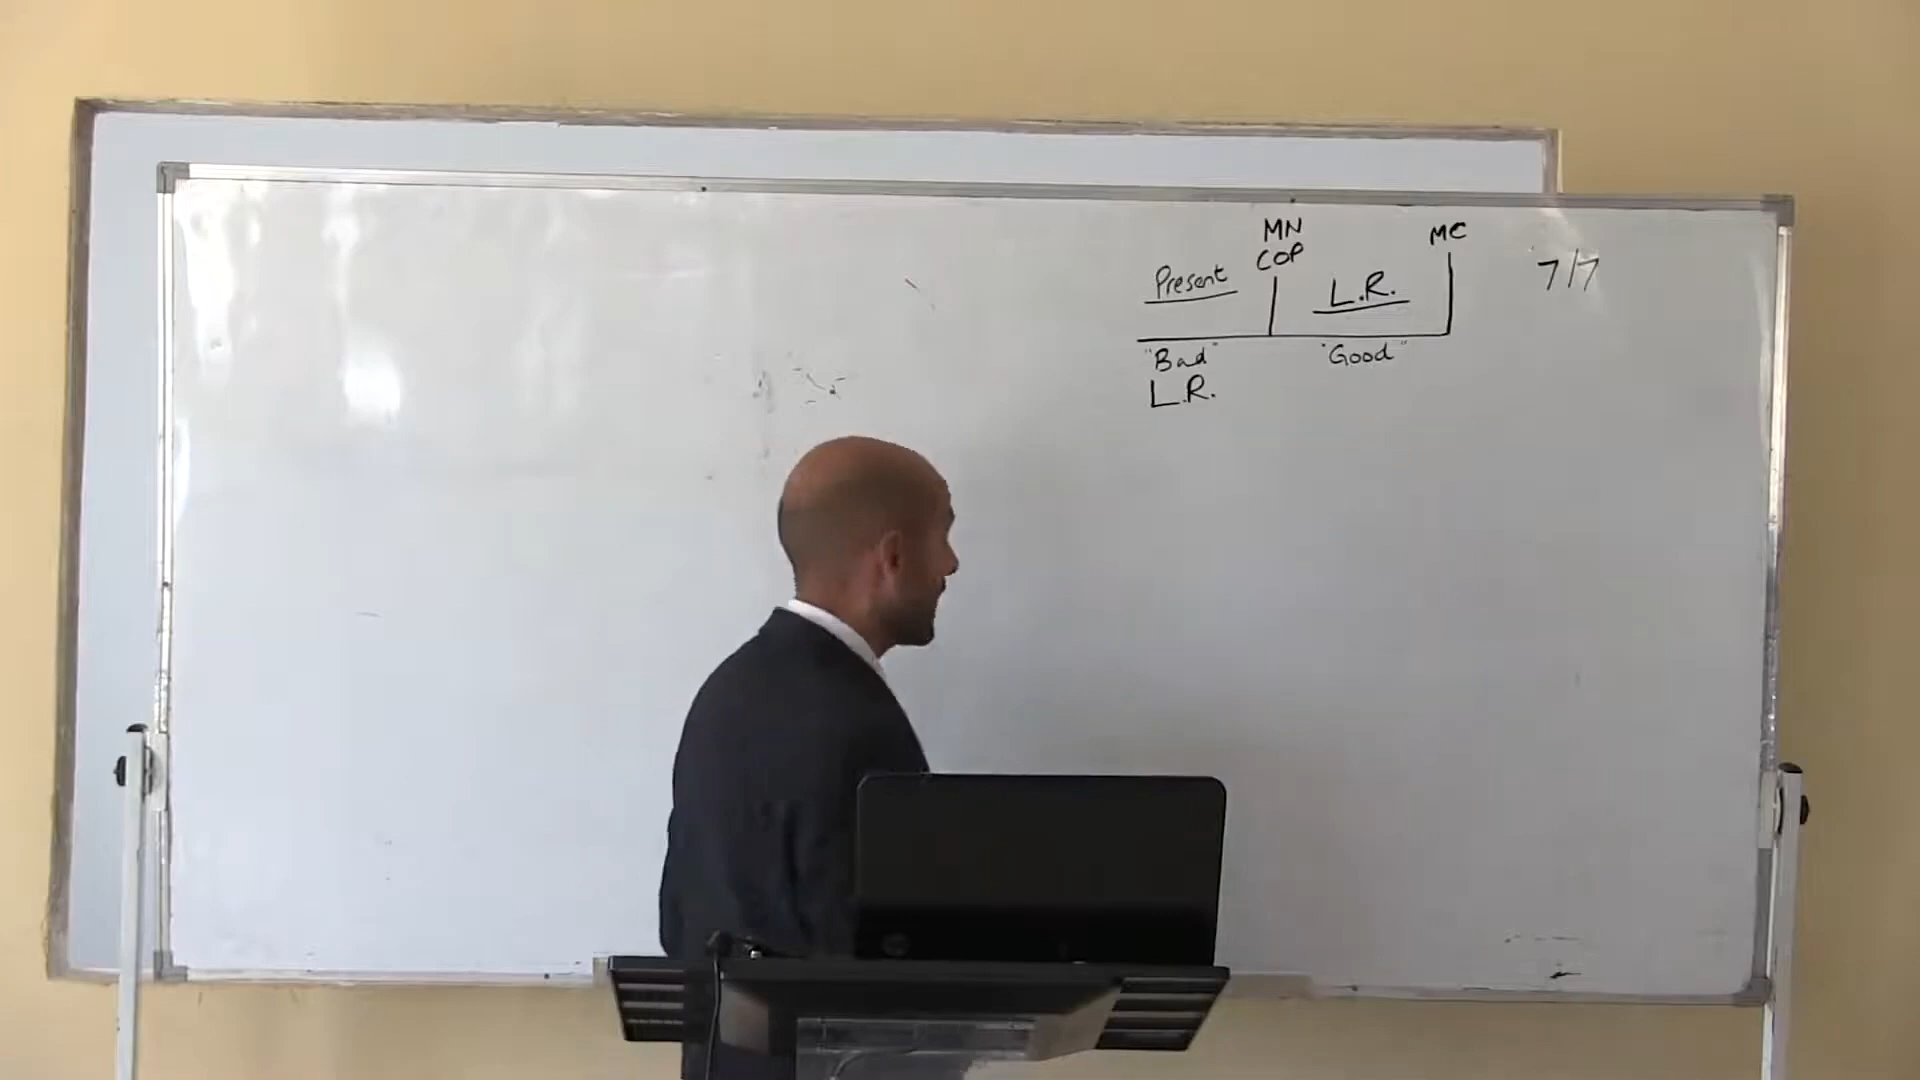 MN
COP
MC
7/7
Present
L.R.
"Bad"
"Good"
L.R.